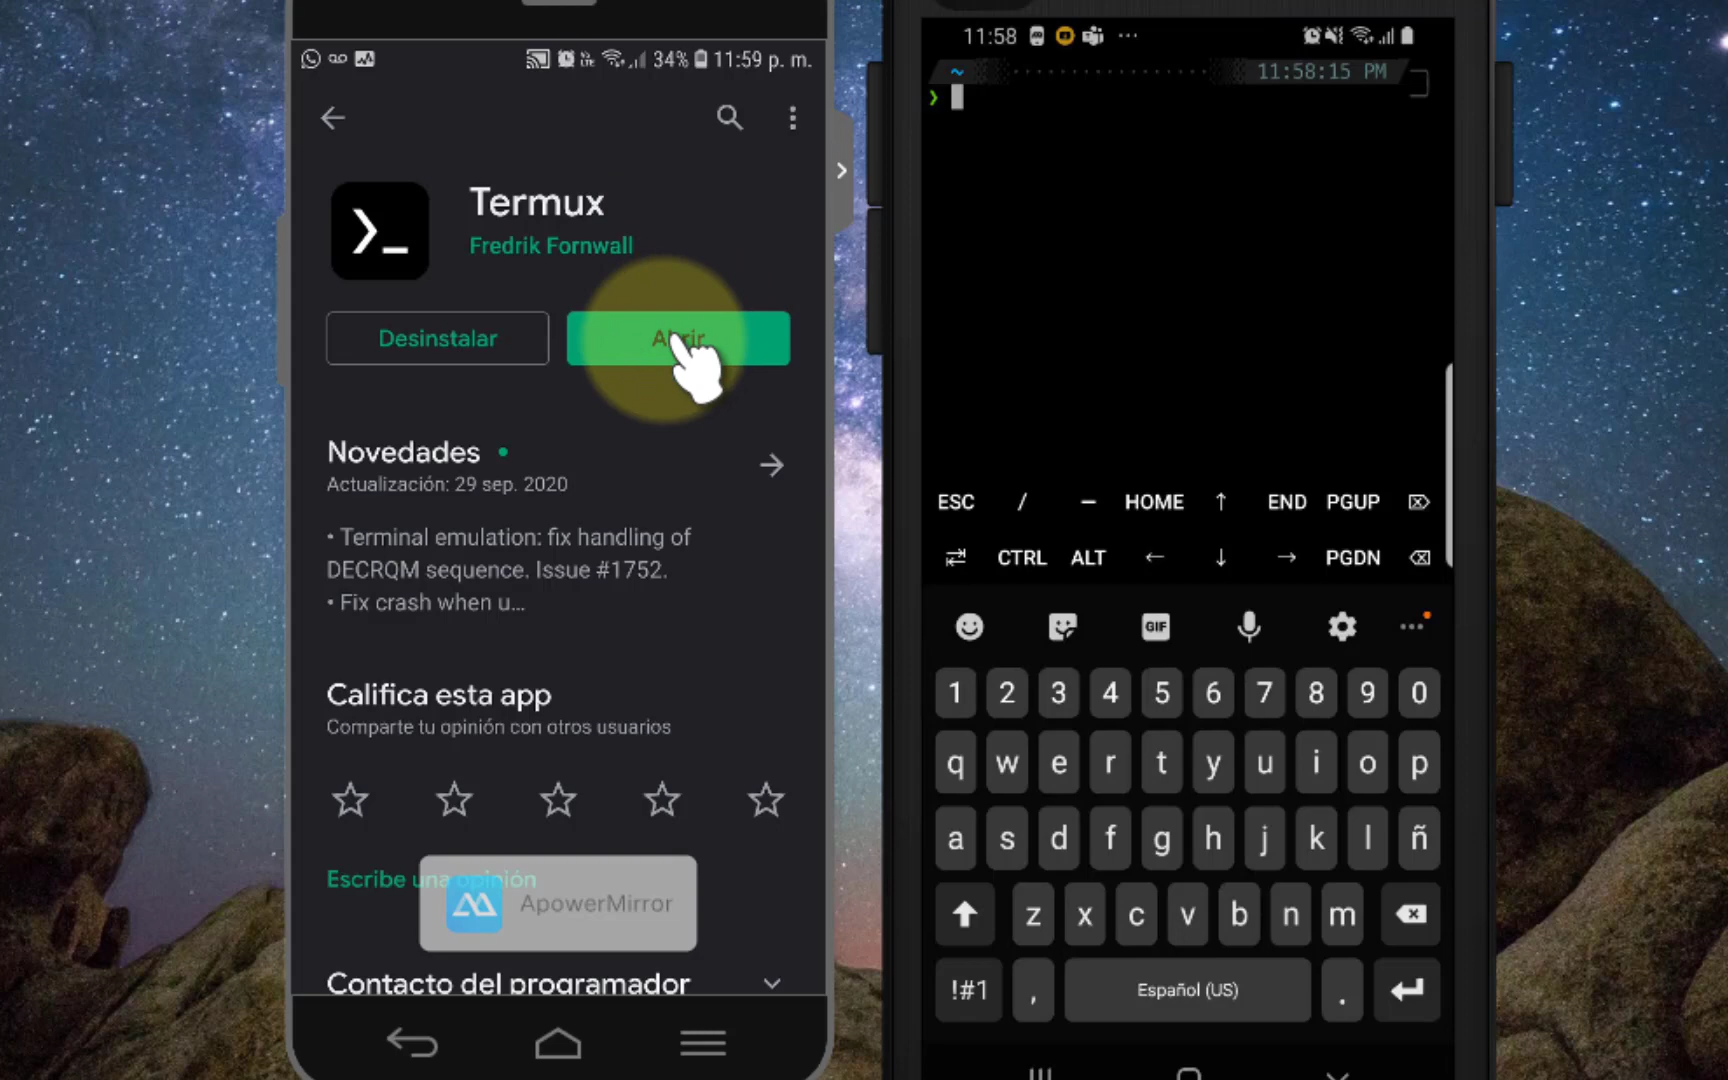 34% 11:59 p. m.
Termux
Fredrik Fornwall
Desinstalar
Abrir
Novedades
Actualización: 29 sep. 2020
• Terminal emulation: fix handling of
DECRQM sequence. Issue #1752.
• Fix crash when u...
Califica esta app
Comparte tu opinión con otros usuarios
Escribe una opinión
ApowerMirror
Contacto del programador
11:58
~ 11:58:15 PM
❯
ESC / — HOME ↑ END PGUP
CTRL ALT ← ↓ → PGDN
GIF
1 2 3 4 5 6 7 8 9 0
q w e r t y u i o p
a s d f g h j k l ñ
z x c v b n m
!#1 , Español (US) .